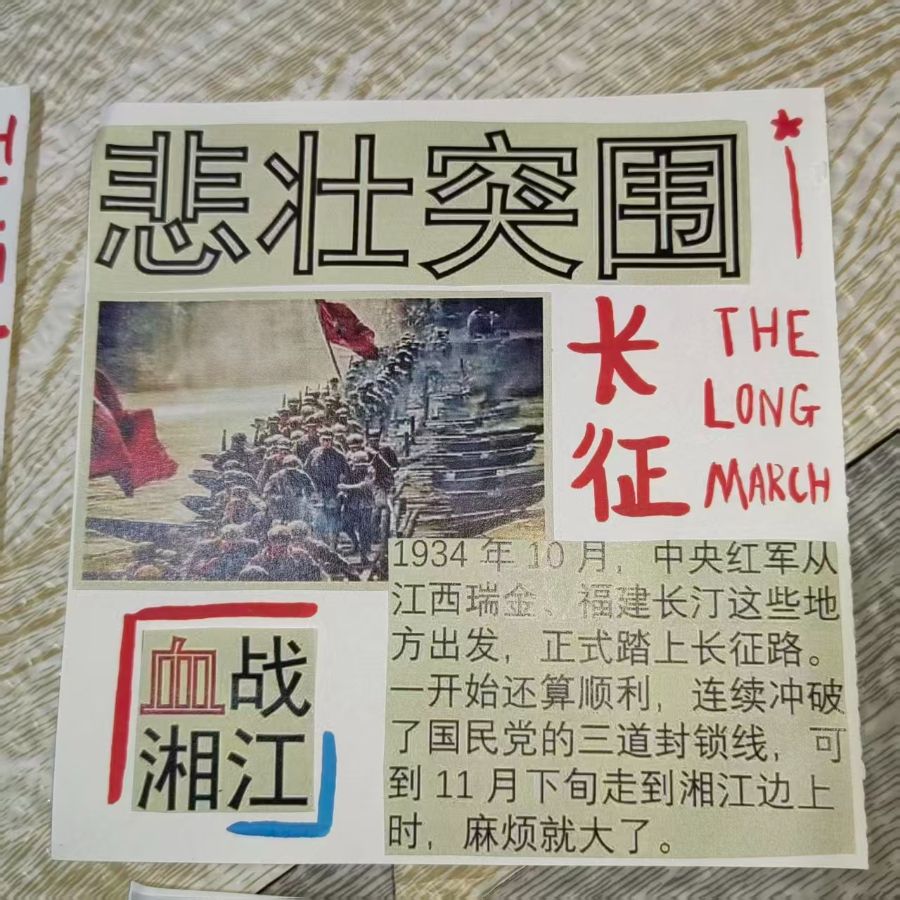 悲壮突围
长征
THE
LONG
MARCH
1934 年 10 月，中央红军从
江西瑞金、福建长汀这些地
方出发，正式踏上长征路。
一开始还算顺利，连续冲破
了国民党的三道封锁线，可
到 11 月下旬走到湘江边上
时，麻烦就大了。
血战
湘江